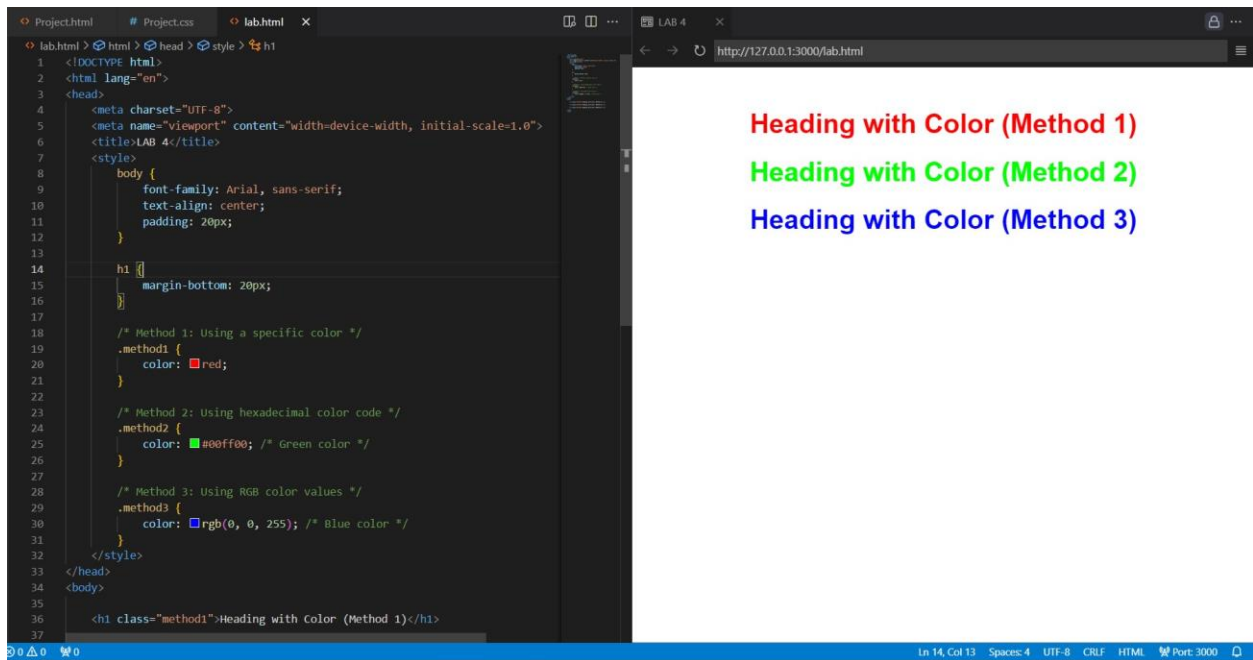 Project.html # Project.css lab.html
lab.html > html > head > style > h1
1 <!DOCTYPE html>
2 <html lang="en">
3 <head>
4 <meta charset="UTF-8">
5 <meta name="viewport" content="width=device-width, initial-scale=1.0">
6 <title>LAB 4</title>
7 <style>
8 body {
9 font-family: Arial, sans-serif;
10 text-align: center;
11 padding: 20px;
12 }
13
14 h1 {
15 margin-bottom: 20px;
16 }
17
18 /* Method 1: Using a specific color */
19 .method1 {
20 color: red;
21 }
22
23 /* Method 2: Using hexadecimal color code */
24 .method2 {
25 color: #00ff00; /* Green color */
26 }
27
28 /* Method 3: Using RGB color values */
29 .method3 {
30 color: rgb(0, 0, 255); /* Blue color */
31 }
32 </style>
33 </head>
34 <body>
35
36 <h1 class="method1">Heading with Color (Method 1)</h1>
37
LAB 4
http://127.0.0.1:3000/lab.html
Heading with Color (Method 1)
Heading with Color (Method 2)
Heading with Color (Method 3)
0 0 0 Ln 14, Col 13 Spaces: 4 UTF-8 CRLF HTML Port: 3000